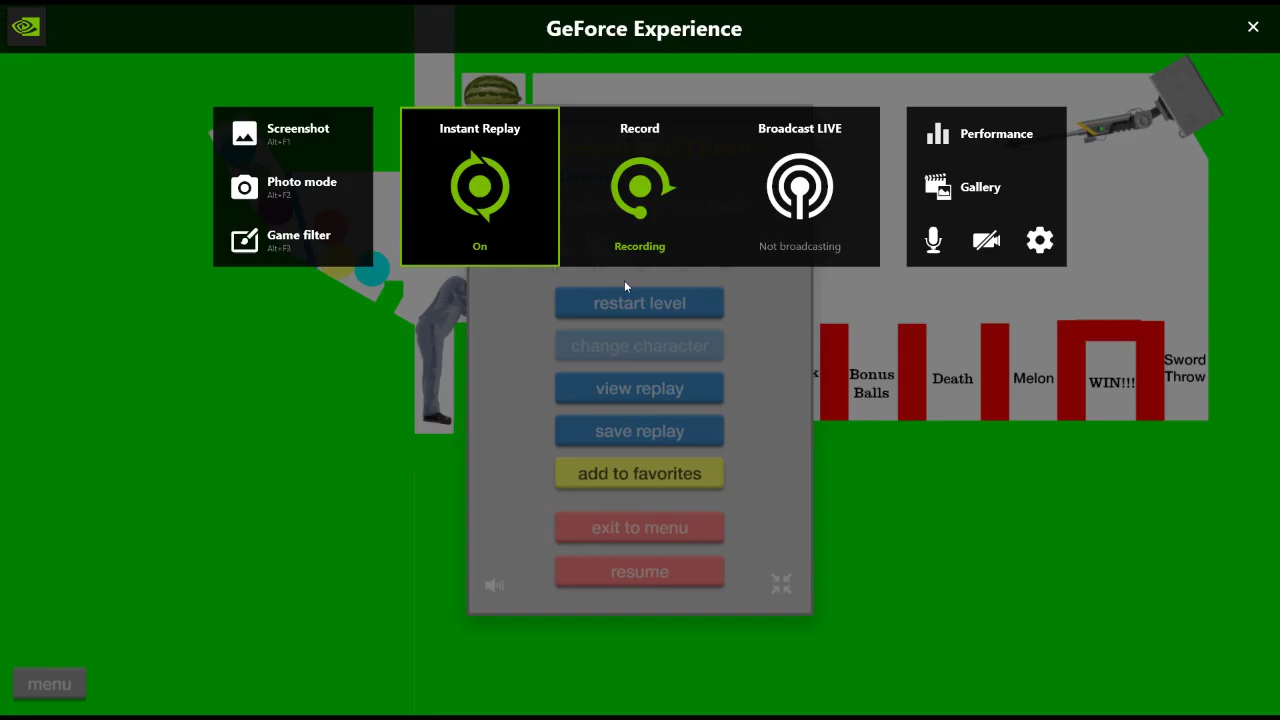 GeForce Experience
Screenshot
Alt+F1
Photo mode
Alt+F2
Game filter
Alt+F3
Instant Replay
On
Record
Recording
Broadcast LIVE
Not broadcasting
Performance
Gallery
restart level
change character
view replay
save replay
add to favorites
exit to menu
resume
Bonus
Balls
Death
Melon
WIN!!!
Sword
Throw
menu